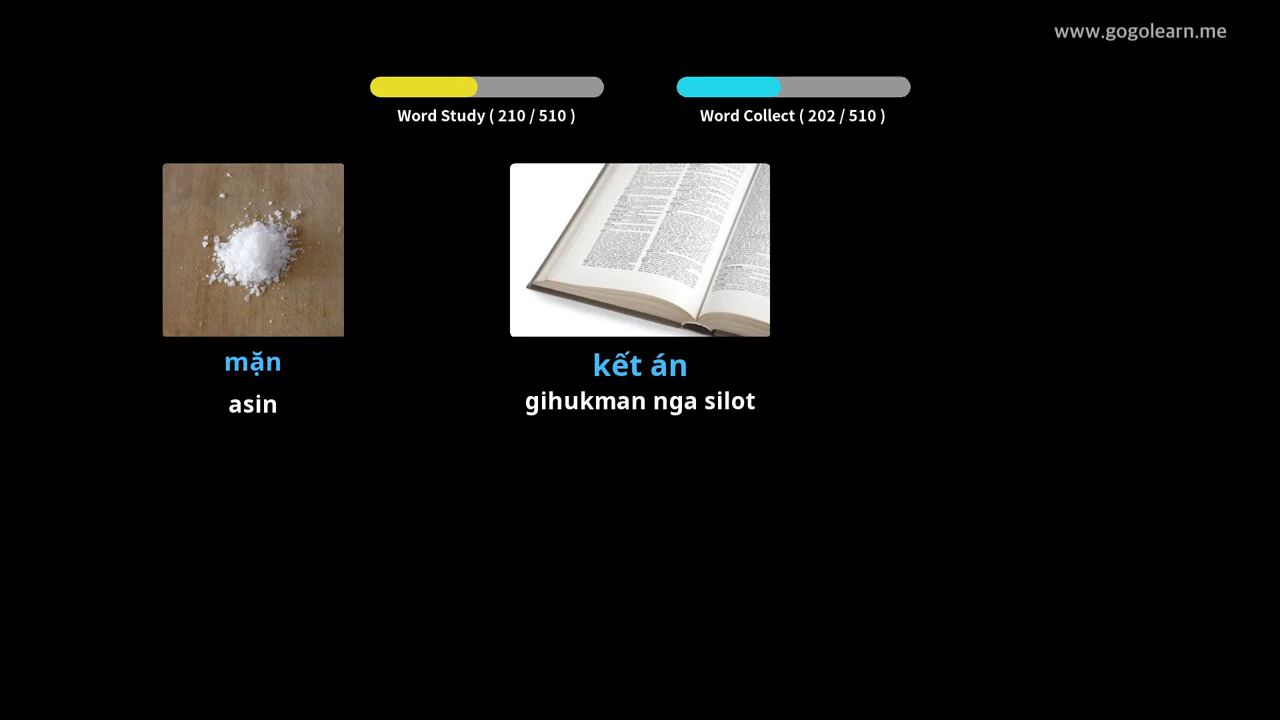 www.gogolearn.me
Word Study ( 210 / 510 )
Word Collect ( 202 / 510 )
mặn
asin
kết án
gihukman nga silot